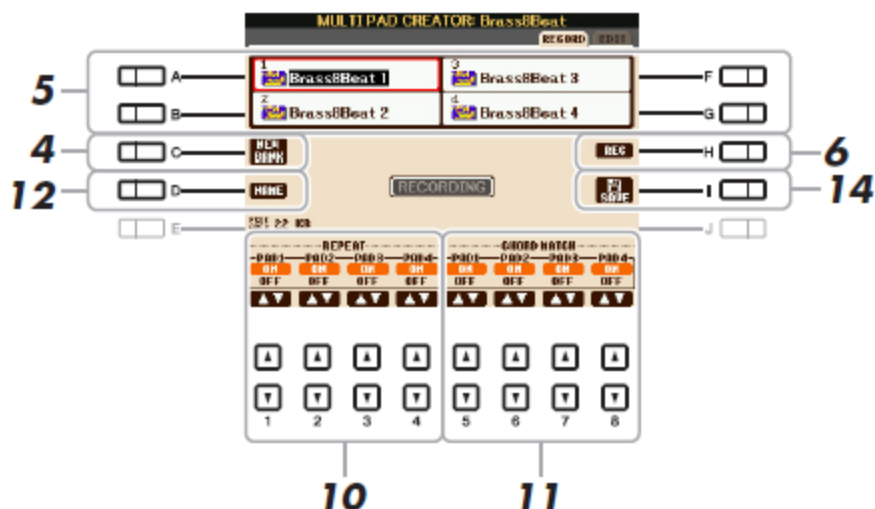 MULTI PAD CREATOR: Brass8Beat
RECORD EDIT
5
A
1 Brass8Beat 1
3 Brass8Beat 3
F
B
2 Brass8Beat 2
4 Brass8Beat 4
G
4
C
NEW BANK
REC
H
6
12
D
NAME
RECORDING
SAVE
I
14
E
J
REPEAT
CHORD MATCH
PAD1 PAD2 PAD3 PAD4 PAD1 PAD2 PAD3 PAD4
ON ON ON ON ON ON ON ON
OFF OFF OFF OFF OFF OFF OFF OFF
1 2 3 4 5 6 7 8
10 11